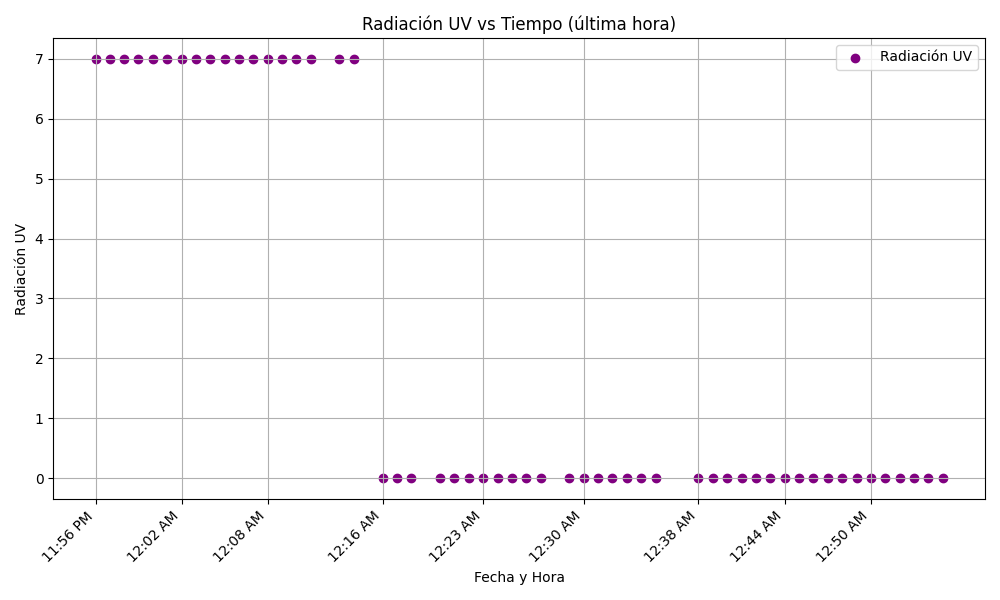 Radiación UV vs Tiempo (última hora)
Radiación UV
7
6
5
4
3
2
1
0
Radiación UV
11:56 PM
12:02 AM
12:08 AM
12:16 AM
12:23 AM
12:30 AM
12:38 AM
12:44 AM
12:50 AM
Fecha y Hora